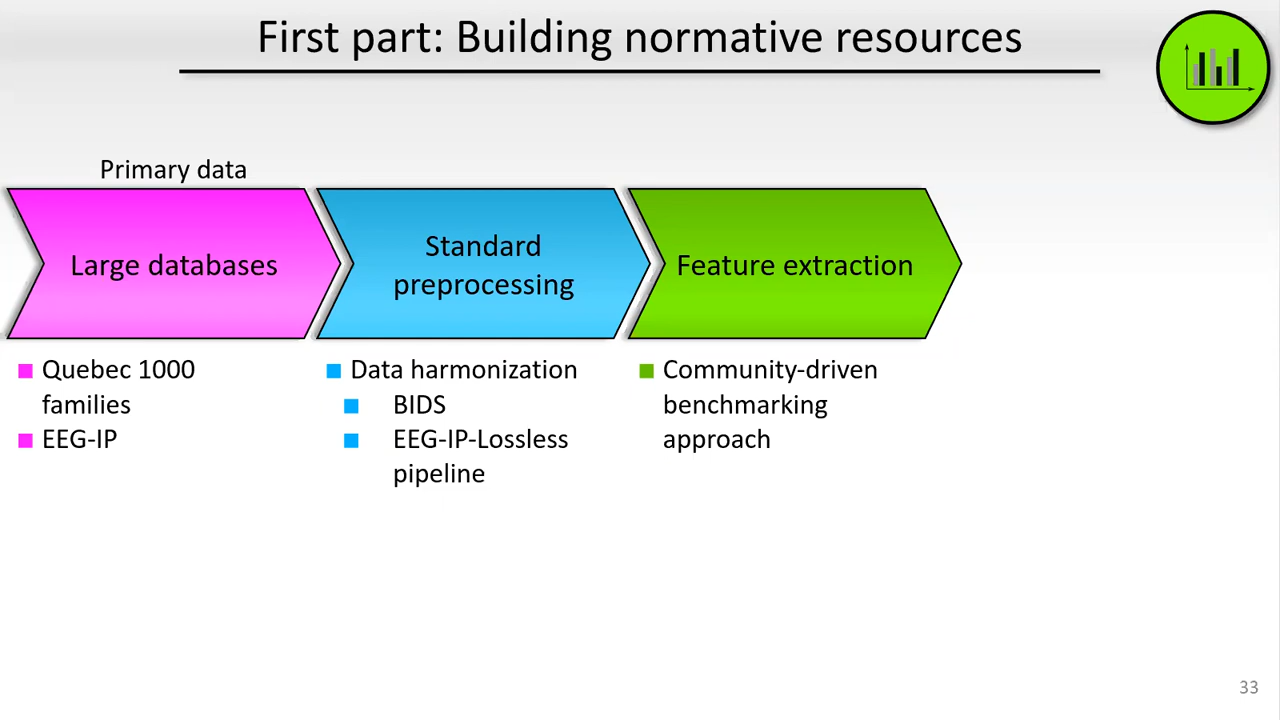 First part: Building normative resources
Primary data
Large databases
Standard
preprocessing
Feature extraction
Quebec 1000
families
EEG-IP
Data harmonization
BIDS
EEG-IP-Lossless
pipeline
Community-driven
benchmarking
approach
33